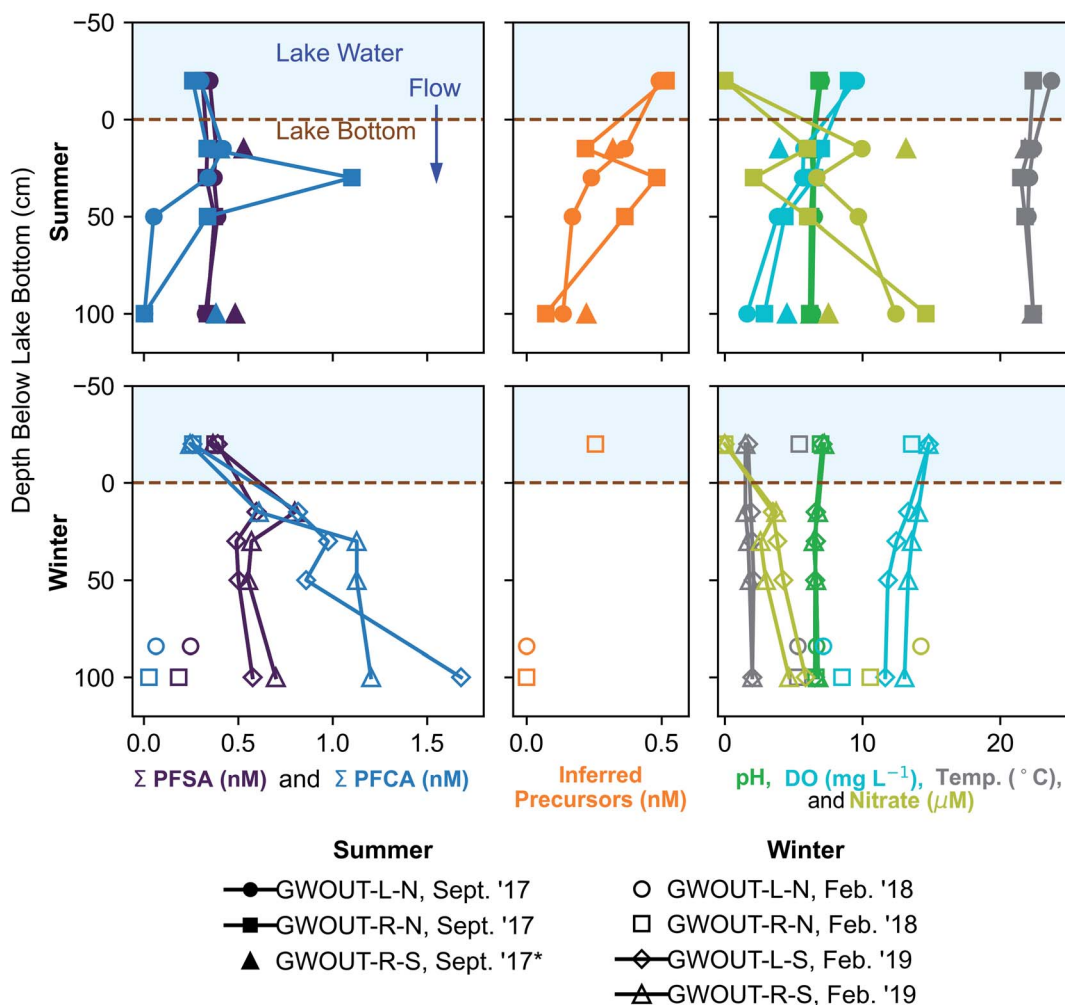 Depth Below Lake Bottom (cm)
Summer
−50
0
50
100
Lake Water
Flow
Lake Bottom
Winter
−50
0
50
100
0.0 0.5 1.0 1.5
Σ PFSA (nM) and Σ PFCA (nM)
0.0 0.5
Inferred
Precursors (nM)
0 10 20
pH, DO (mg L⁻¹), Temp. (°C),
and Nitrate (μM)
Summer
GWOUT-L-N, Sept. '17
GWOUT-R-N, Sept. '17
GWOUT-R-S, Sept. '17*
Winter
GWOUT-L-N, Feb. '18
GWOUT-R-N, Feb. '18
GWOUT-L-S, Feb. '19
GWOUT-R-S, Feb. '19